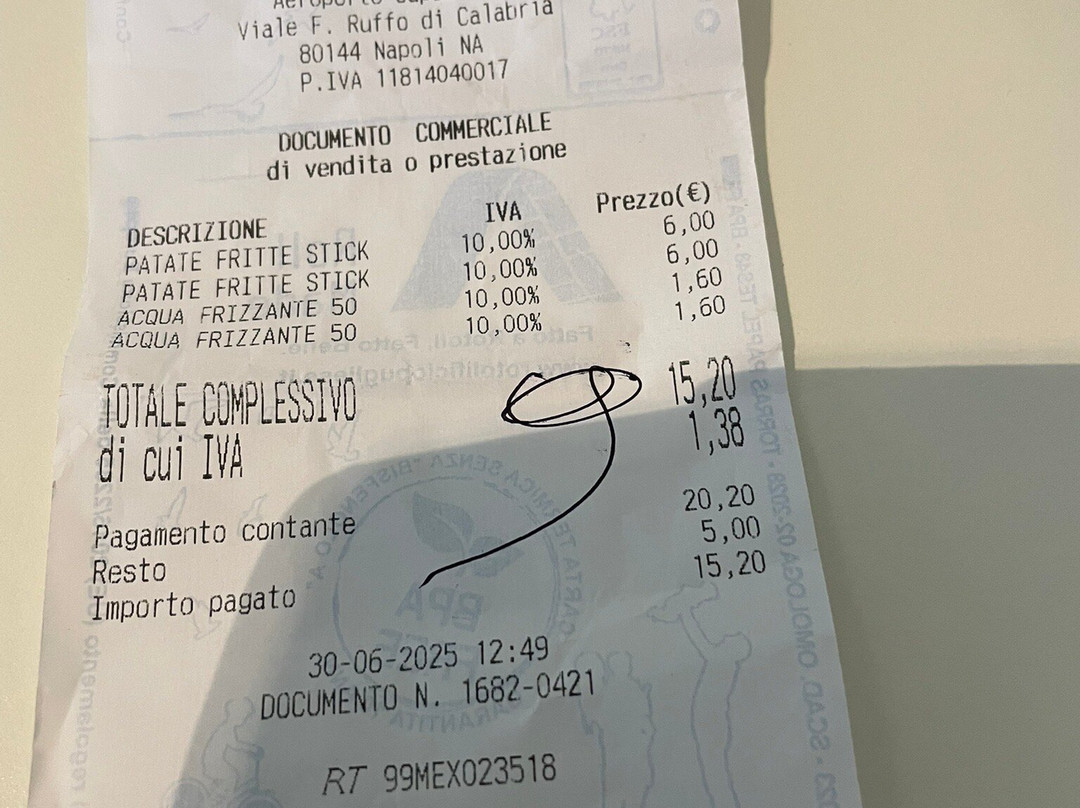 Aeroporto
Viale F. Ruffo di Calabria
80144 Napoli NA
P.IVA 11814040017
DOCUMENTO COMMERCIALE
di vendita o prestazione
DESCRIZIONE IVA Prezzo(€)
PATATE FRITTE STICK 10,00% 6,00
PATATE FRITTE STICK 10,00% 6,00
ACQUA FRIZZANTE 50 10,00% 1,60
ACQUA FRIZZANTE 50 10,00% 1,60
TOTALE COMPLESSIVO 15,20
di cui IVA 1,38
Pagamento contante 20,20
Resto 5,00
Importo pagato 15,20
30-06-2025 12:49
DOCUMENTO N. 1682-0421
RT 99MEX023518